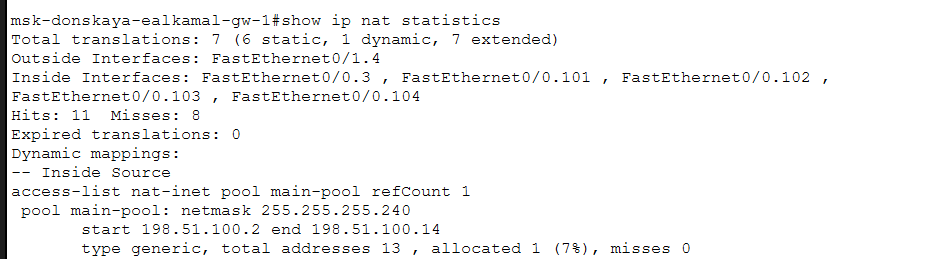 msk-donskaya-ealkamal-gw-1#show ip nat statistics
Total translations: 7 (6 static, 1 dynamic, 7 extended)
Outside Interfaces: FastEthernet0/1.4
Inside Interfaces: FastEthernet0/0.3 , FastEthernet0/0.101 , FastEthernet0/0.102 ,
FastEthernet0/0.103 , FastEthernet0/0.104
Hits: 11  Misses: 8
Expired translations: 0
Dynamic mappings:
-- Inside Source
access-list nat-inet pool main-pool refCount 1
 pool main-pool: netmask 255.255.255.240
       start 198.51.100.2 end 198.51.100.14
       type generic, total addresses 13 , allocated 1 (7%), misses 0